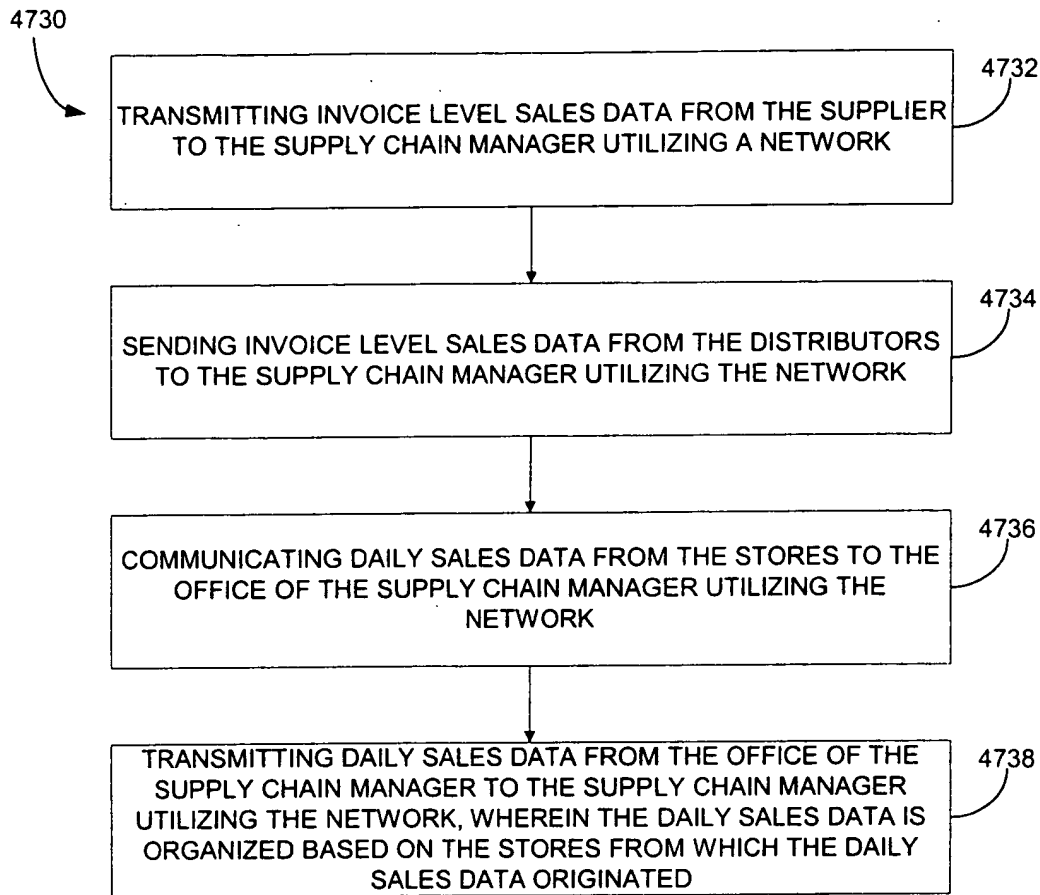 4730
4732
TRANSMITTING INVOICE LEVEL SALES DATA FROM THE SUPPLIER
TO THE SUPPLY CHAIN MANAGER UTILIZING A NETWORK
4734
SENDING INVOICE LEVEL SALES DATA FROM THE DISTRIBUTORS
TO THE SUPPLY CHAIN MANAGER UTILIZING THE NETWORK
4736
COMMUNICATING DAILY SALES DATA FROM THE STORES TO THE
OFFICE OF THE SUPPLY CHAIN MANAGER UTILIZING THE
NETWORK
4738
TRANSMITTING DAILY SALES DATA FROM THE OFFICE OF THE
SUPPLY CHAIN MANAGER TO THE SUPPLY CHAIN MANAGER
UTILIZING THE NETWORK, WHEREIN THE DAILY SALES DATA IS
ORGANIZED BASED ON THE STORES FROM WHICH THE DAILY
SALES DATA ORIGINATED